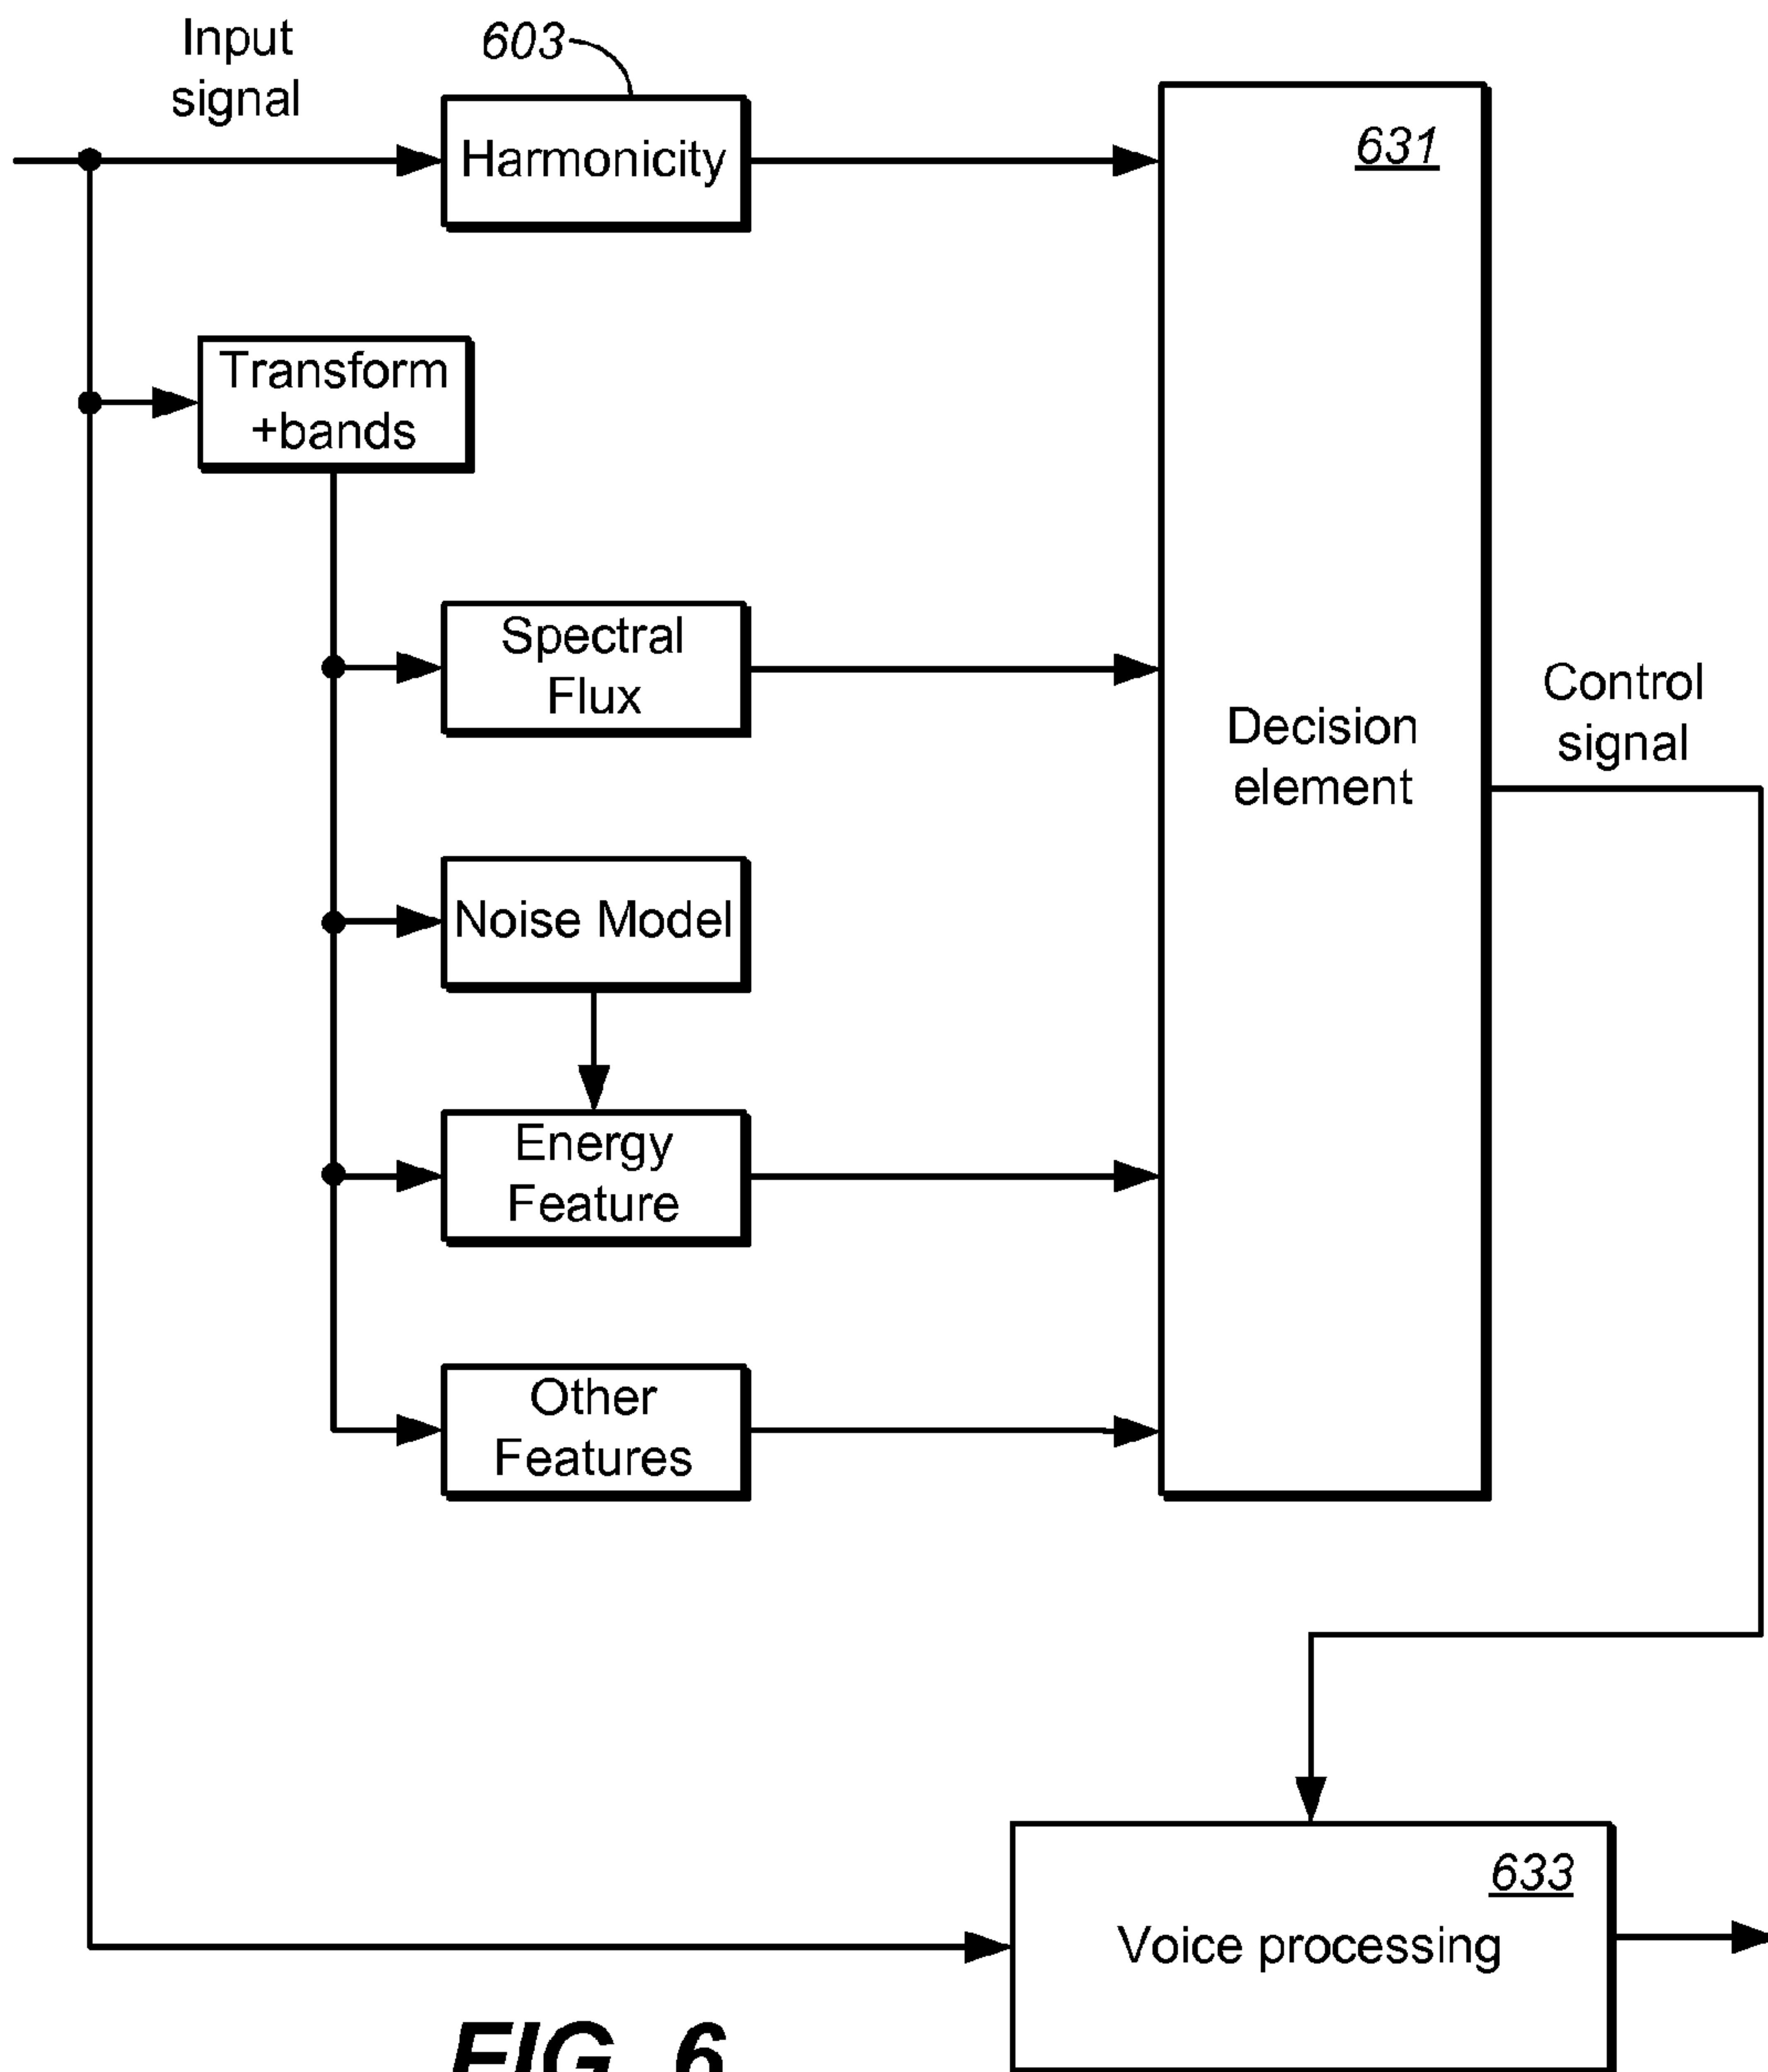 Input
signal
603
Harmonicity
631
Transform
+bands
Spectral
Flux
Control
signal
Decision
element
Noise Model
Energy
Feature
Other
Features
633
Voice processing
FIG. 6